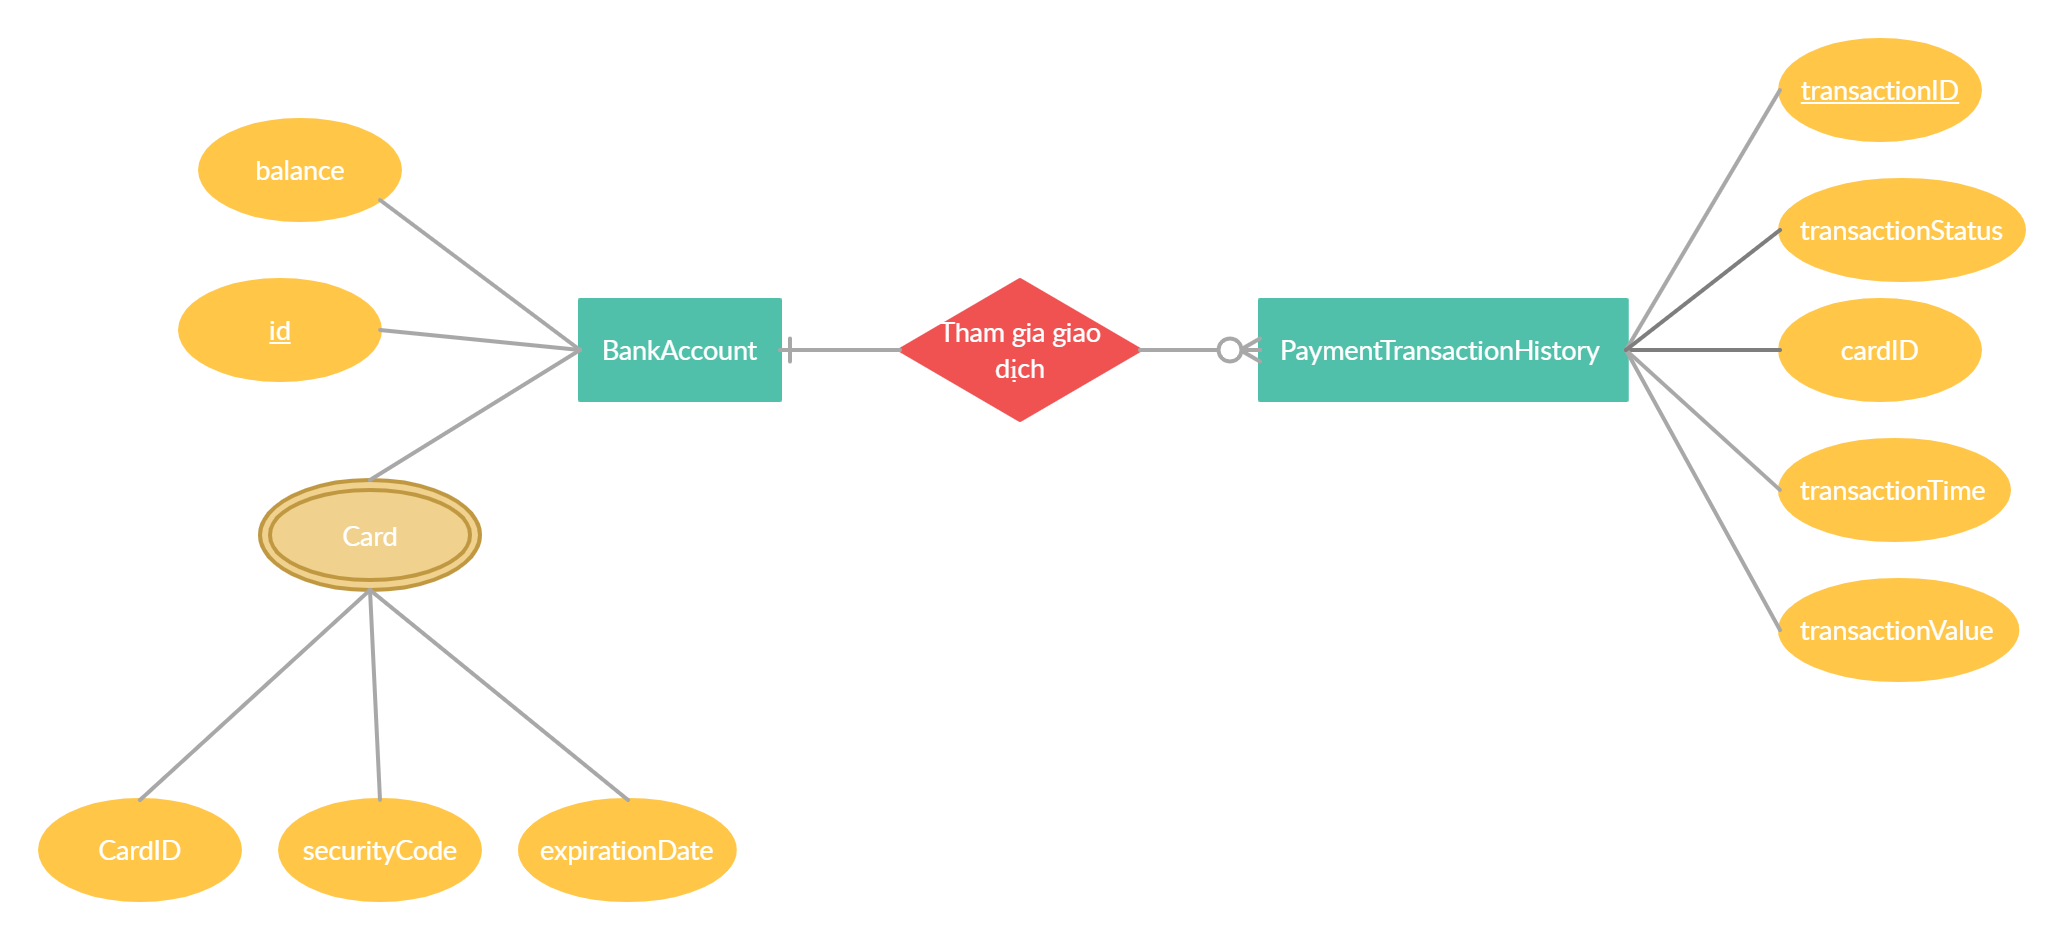 balance
id
Card
CardID
securityCode
expirationDate
BankAccount
Tham gia giao
dịch
PaymentTransactionHistory
transactionID
transactionStatus
cardID
transactionTime
transactionValue